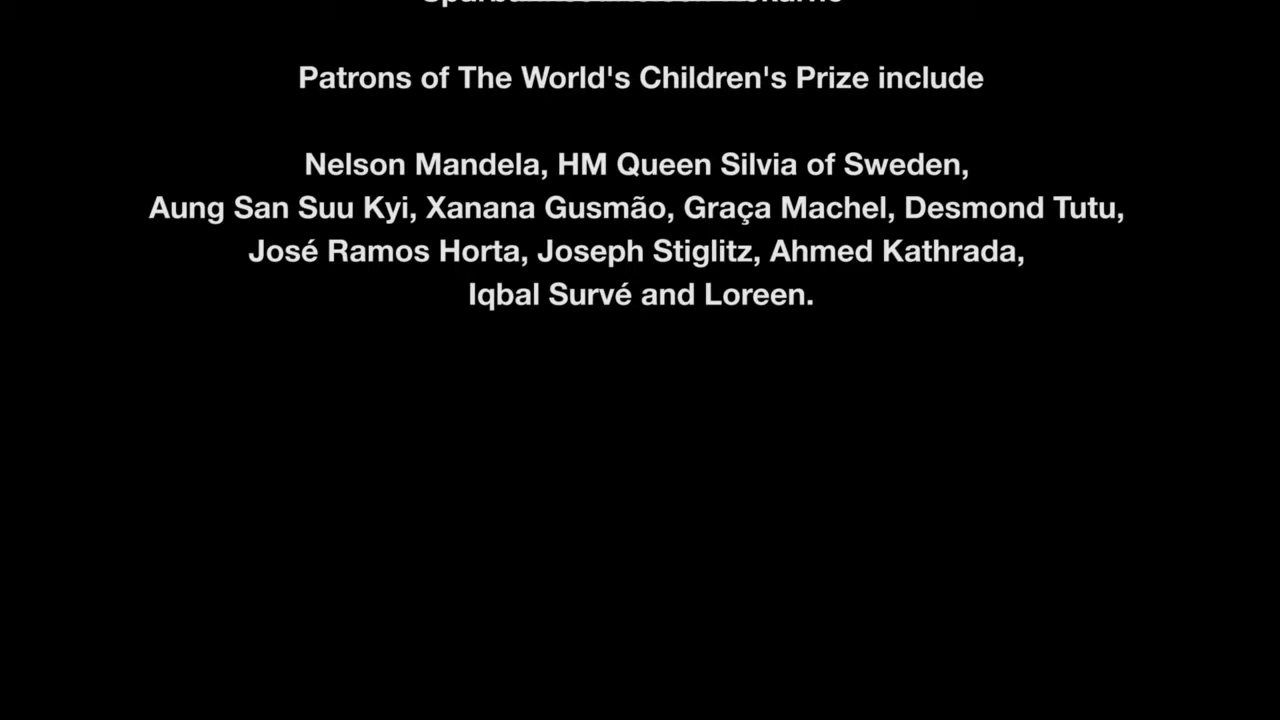 Patrons of The World's Children's Prize include
Nelson Mandela, HM Queen Silvia of Sweden,
Aung San Suu Kyi, Xanana Gusmão, Graça Machel, Desmond Tutu,
José Ramos Horta, Joseph Stiglitz, Ahmed Kathrada,
Iqbal Survé and Loreen.